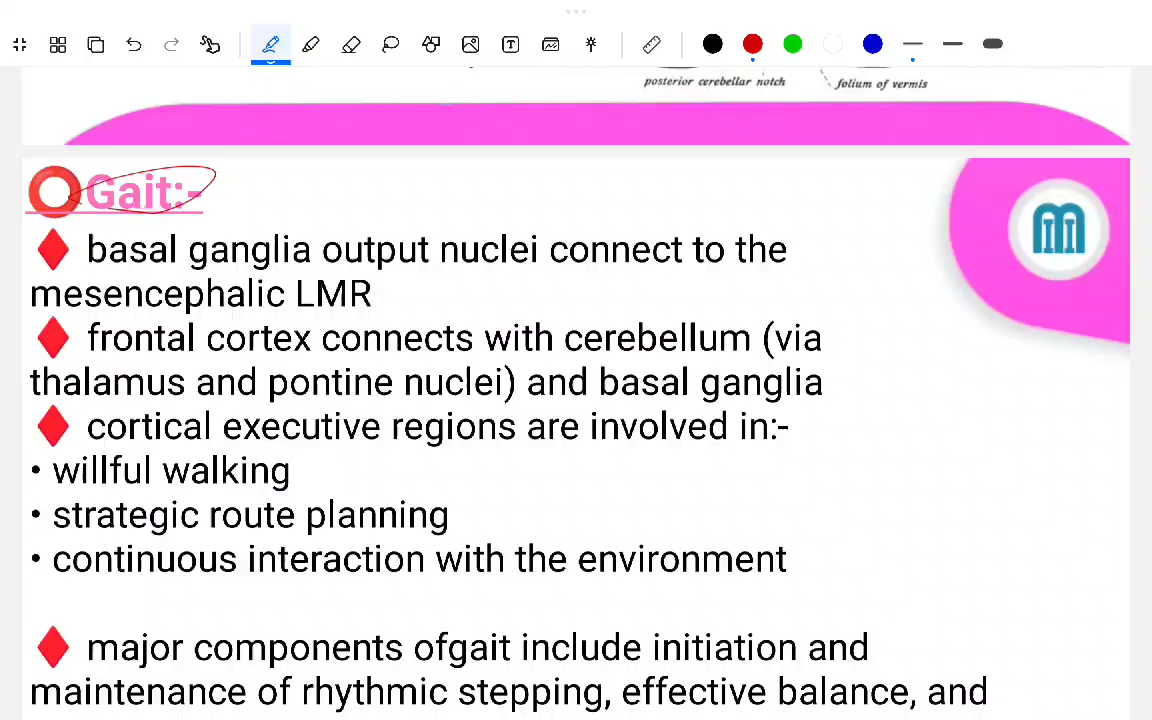 posterior cerebellar notch
folium of vermis
Gait:-
basal ganglia output nuclei connect to the
mesencephalic LMR
frontal cortex connects with cerebellum (via
thalamus and pontine nuclei) and basal ganglia
cortical executive regions are involved in:-
• willful walking
• strategic route planning
• continuous interaction with the environment
major components ofgait include initiation and
maintenance of rhythmic stepping, effective balance, and